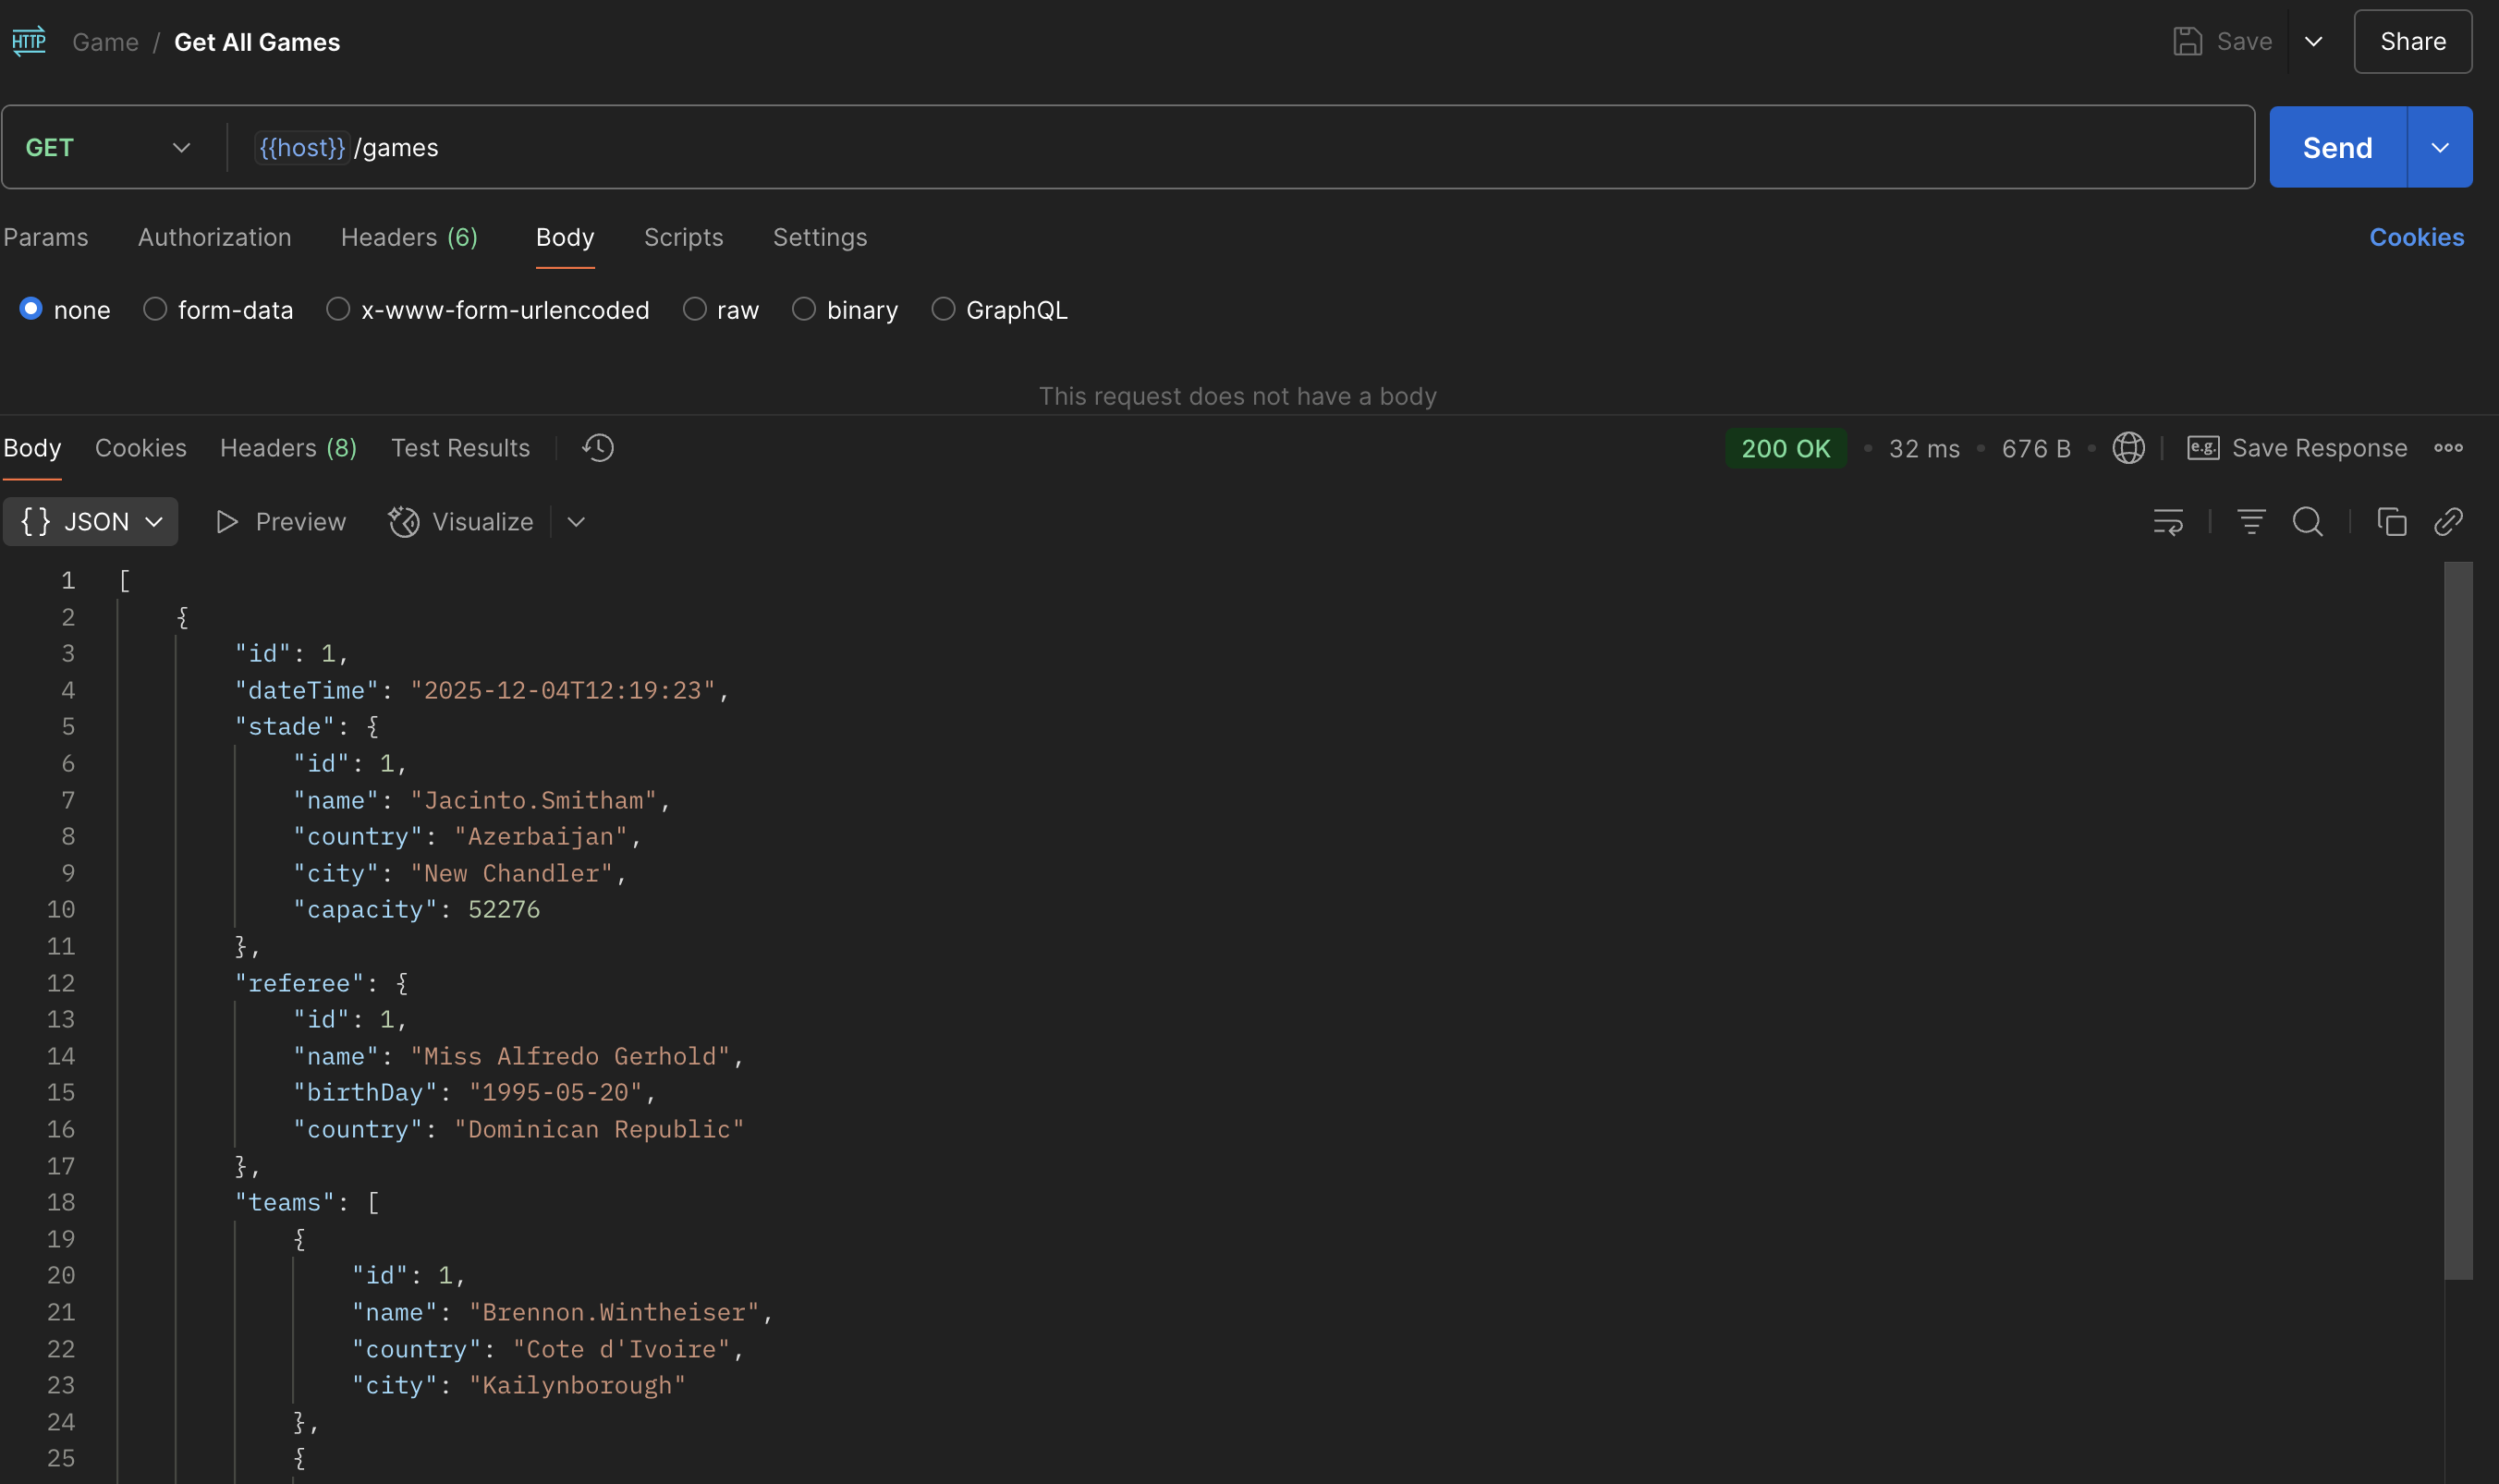 HTTP Game / Get All Games Save Share
GET {{host}}/games Send
Params Authorization Headers (6) Body Scripts Settings Cookies
none form-data x-www-form-urlencoded raw binary GraphQL
This request does not have a body
Body Cookies Headers (8) Test Results 200 OK • 32 ms • 676 B • e.g. Save Response
{} JSON Preview Visualize
1 [
2 {
3 "id": 1,
4 "dateTime": "2025-12-04T12:19:23",
5 "stade": {
6 "id": 1,
7 "name": "Jacinto.Smitham",
8 "country": "Azerbaijan",
9 "city": "New Chandler",
10 "capacity": 52276
11 },
12 "referee": {
13 "id": 1,
14 "name": "Miss Alfredo Gerhold",
15 "birthDay": "1995-05-20",
16 "country": "Dominican Republic"
17 },
18 "teams": [
19 {
20 "id": 1,
21 "name": "Brennon.Wintheiser",
22 "country": "Cote d'Ivoire",
23 "city": "Kailynborough"
24 },
25 {